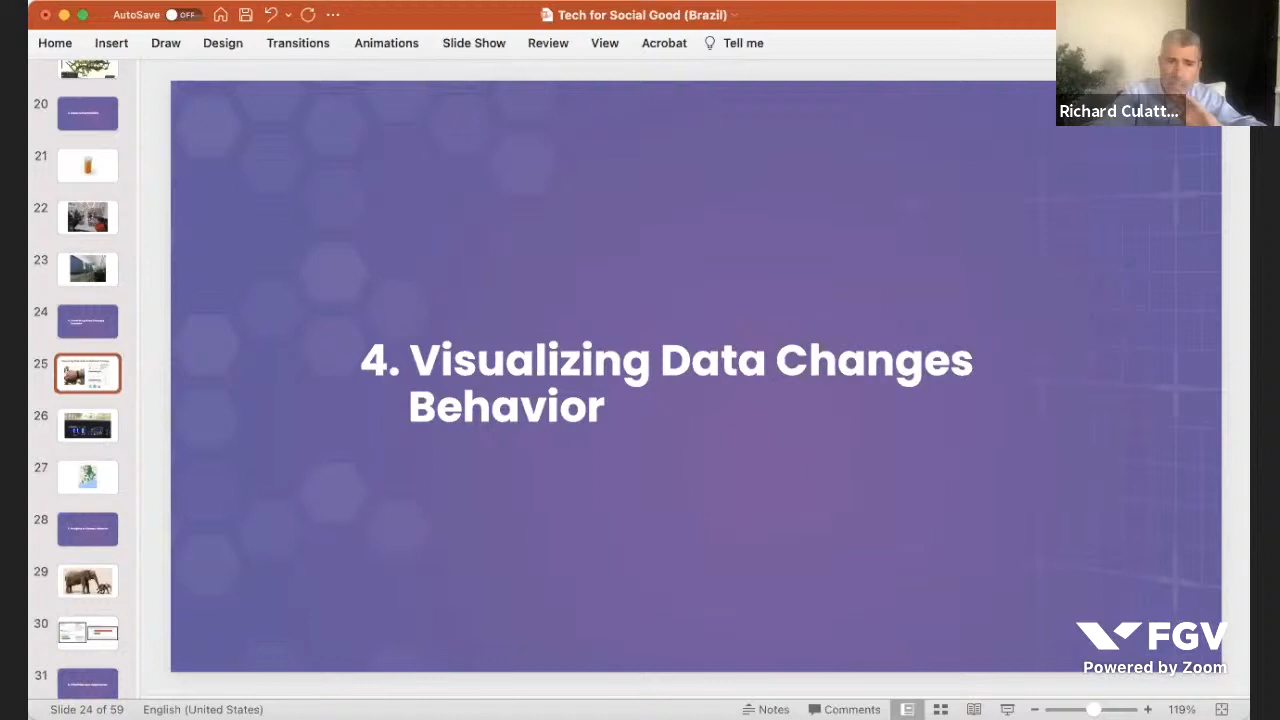 AutoSave OFF
Tech for Social Good (Brazil)
Home Insert Draw Design Transitions Animations Slide Show Review View Acrobat Tell me
Richard Culatt...
20
21
22
23
24
25
26
27
28
29
30
31
4. Visualizing Data Changes
Behavior
FGV
Powered by Zoom
Slide 24 of 59 English (United States) Notes Comments 119%